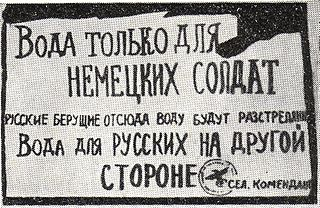 ВОДА ТОЛЬКО ДЛЯ
НЕМЕЦКИХ СОЛДАТ
РУССКИЕ БЕРУЩИЕ ОТСЮДА ВОДУ БУДУТ РАССТРЕЛЯНЫ
ВОДА ДЛЯ РУССКИХ НА ДРУГОЙ
СТОРОНЕ
СЕЛ. КОМЕНДАН